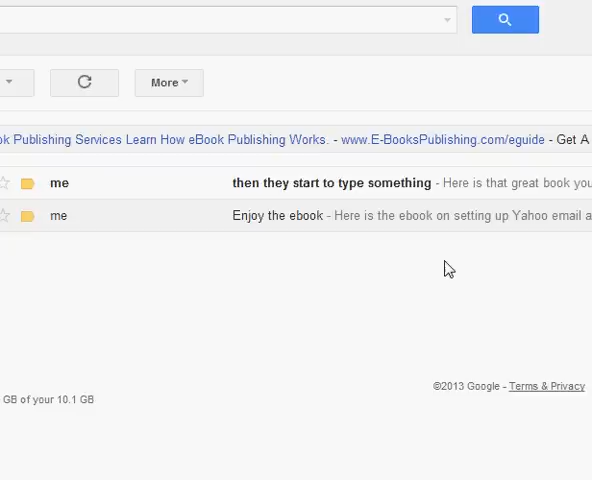 More
ok Publishing Services Learn How eBook Publishing Works. - www.E-BooksPublishing.com/eguide - Get A
me then they start to type something - Here is that great book you
me Enjoy the ebook - Here is the ebook on setting up Yahoo email a
©2013 Google - Terms & Privacy
GB of your 10.1 GB